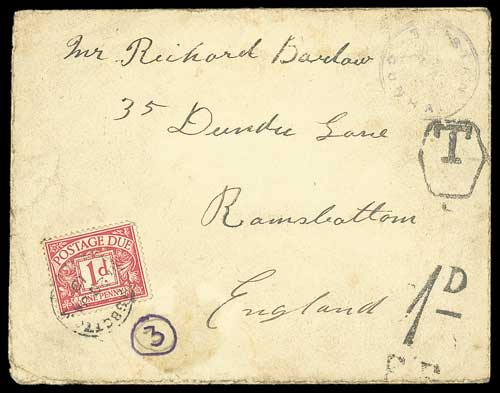 Mr Richard Barlow
35
Dundee Lane
Ramsbottom
England
T
1D
POSTAGE DUE
1d.
ONE PENNY
3